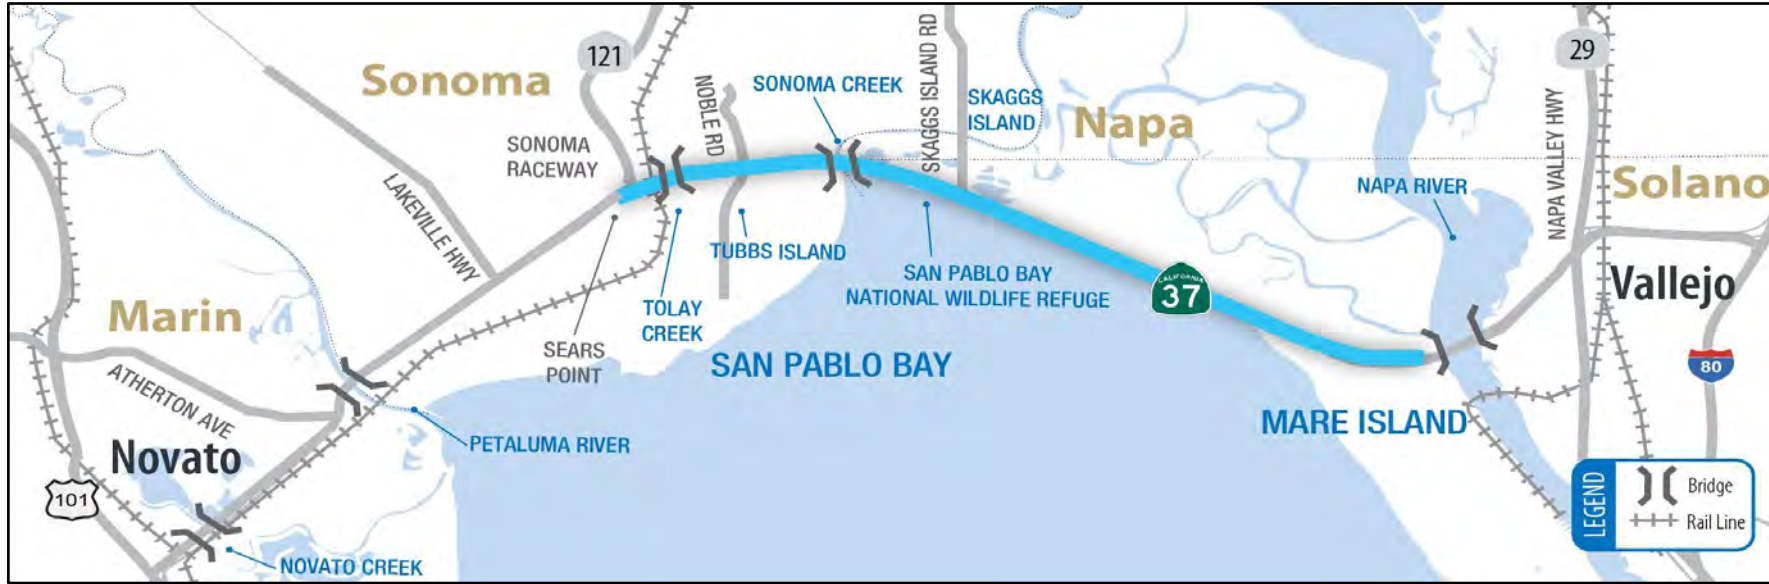 121
29
Sonoma
NOBLE RD
SONOMA CREEK
SKAGGS ISLAND RD
SKAGGS
ISLAND
Napa
NAPA VALLEY HWY
SONOMA
RACEWAY
LAKEVILLE HWY
NAPA RIVER
Solano
TUBBS ISLAND
SAN PABLO BAY
NATIONAL WILDLIFE REFUGE
CALIFORNIA
37
Vallejo
Marin
TOLAY
CREEK
SEARS
POINT
SAN PABLO BAY
80
ATHERTON AVE
MARE ISLAND
Novato
PETALUMA RIVER
101
NOVATO CREEK
LEGEND
Bridge
Rail Line